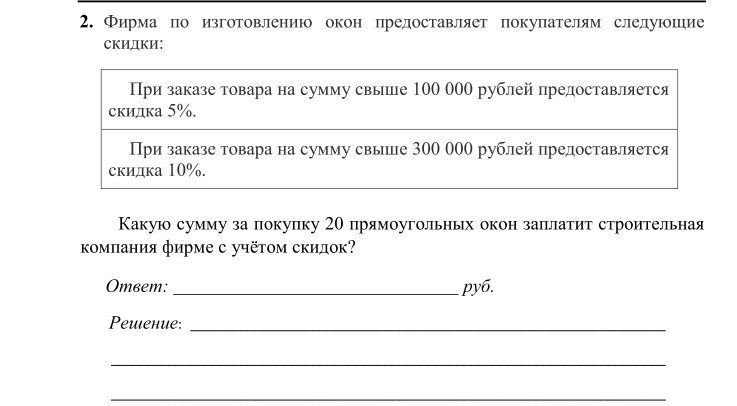 2. Фирма по изготовлению окон предоставляет покупателям следующие
скидки:
При заказе товара на сумму свыше 100 000 рублей предоставляется
скидка 5%.
При заказе товара на сумму свыше 300 000 рублей предоставляется
скидка 10%.
Какую сумму за покупку 20 прямоугольных окон заплатит строительная
компания фирме с учётом скидок?
Ответ: ______________________________ руб.
Решение: __________________________________________________